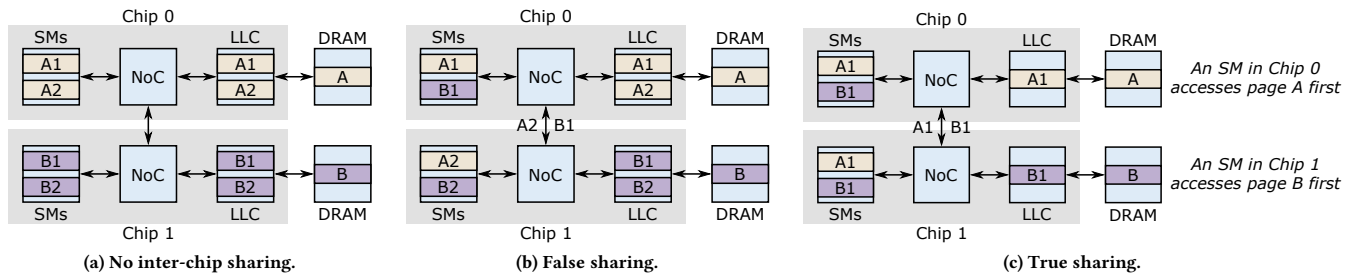 Chip 0
SMs
LLC
DRAM
A1
A2
NoC
A1
A2
A
B1
B2
NoC
B1
B2
B
SMs
LLC
DRAM
Chip 1
(a) No inter-chip sharing.
Chip 0
SMs
LLC
DRAM
A1
B1
NoC
A1
A2
A
A2 B1
A2
B2
NoC
B1
B2
B
SMs
LLC
DRAM
Chip 1
(b) False sharing.
Chip 0
SMs
LLC
DRAM
A1
B1
NoC
A1
A
An SM in Chip 0
accesses page A first
A1 B1
A1
B1
NoC
B1
B
An SM in Chip 1
accesses page B first
SMs
LLC
DRAM
Chip 1
(c) True sharing.